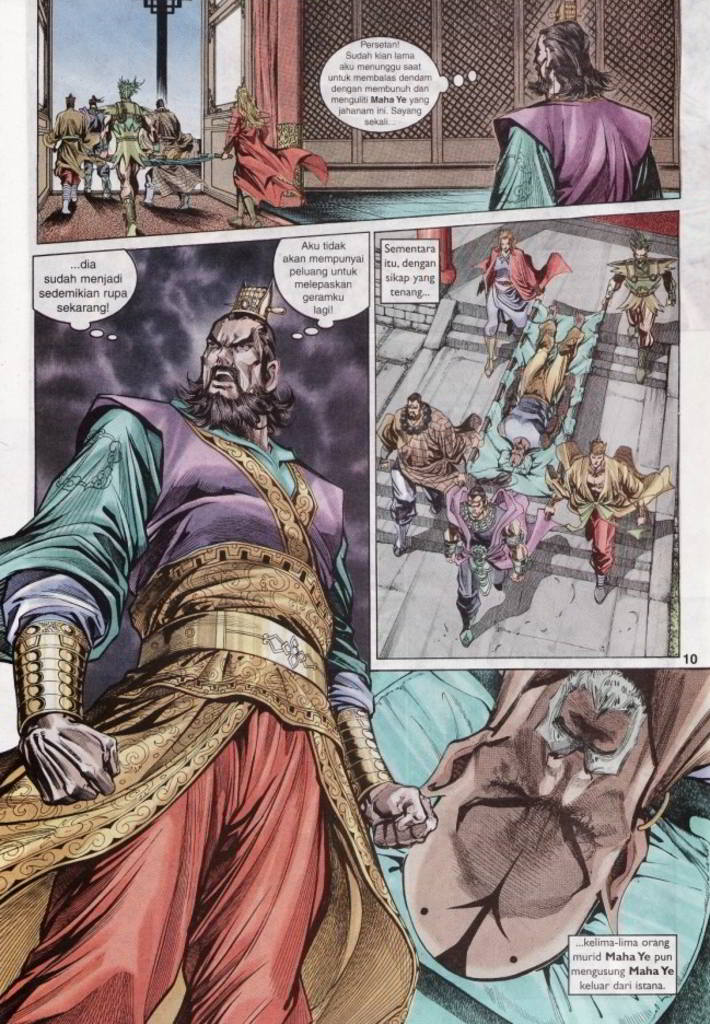 Persetan!
Sudah kian lama
aku menunggu saat
untuk membalas dendam
dengan membunuh dan
menguliti Maha Ye yang
jahanam ini. Sayang
sekali...
...dia
sudah menjadi
sedemikian rupa
sekarang!
Aku tidak
akan mempunyai
peluang untuk
melepaskan
geramku
lagi!
Sementara
itu, dengan
sikap yang
tenang...
10
...kelima-lima orang
murid Maha Ye pun
mengusung Maha Ye
keluar dari istana.